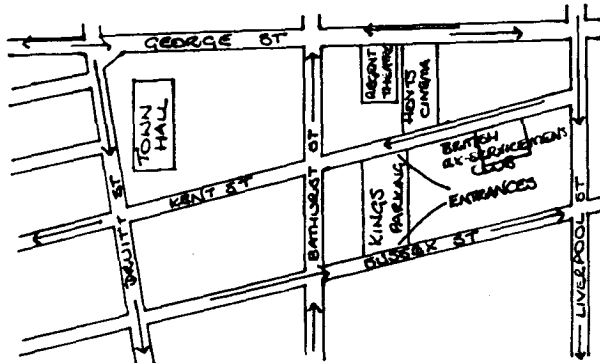 GEORGE ST
REGENT
THEATRE
HOYTS
CINEMA
TOWN
HALL
BRITISH
EX-SERVICEMEN'S
CLUB
KENT ST
BATHURST ST
KINGS
PARKING
ENTRANCES
DRUITT ST
SUSSEX ST
LIVERPOOL ST